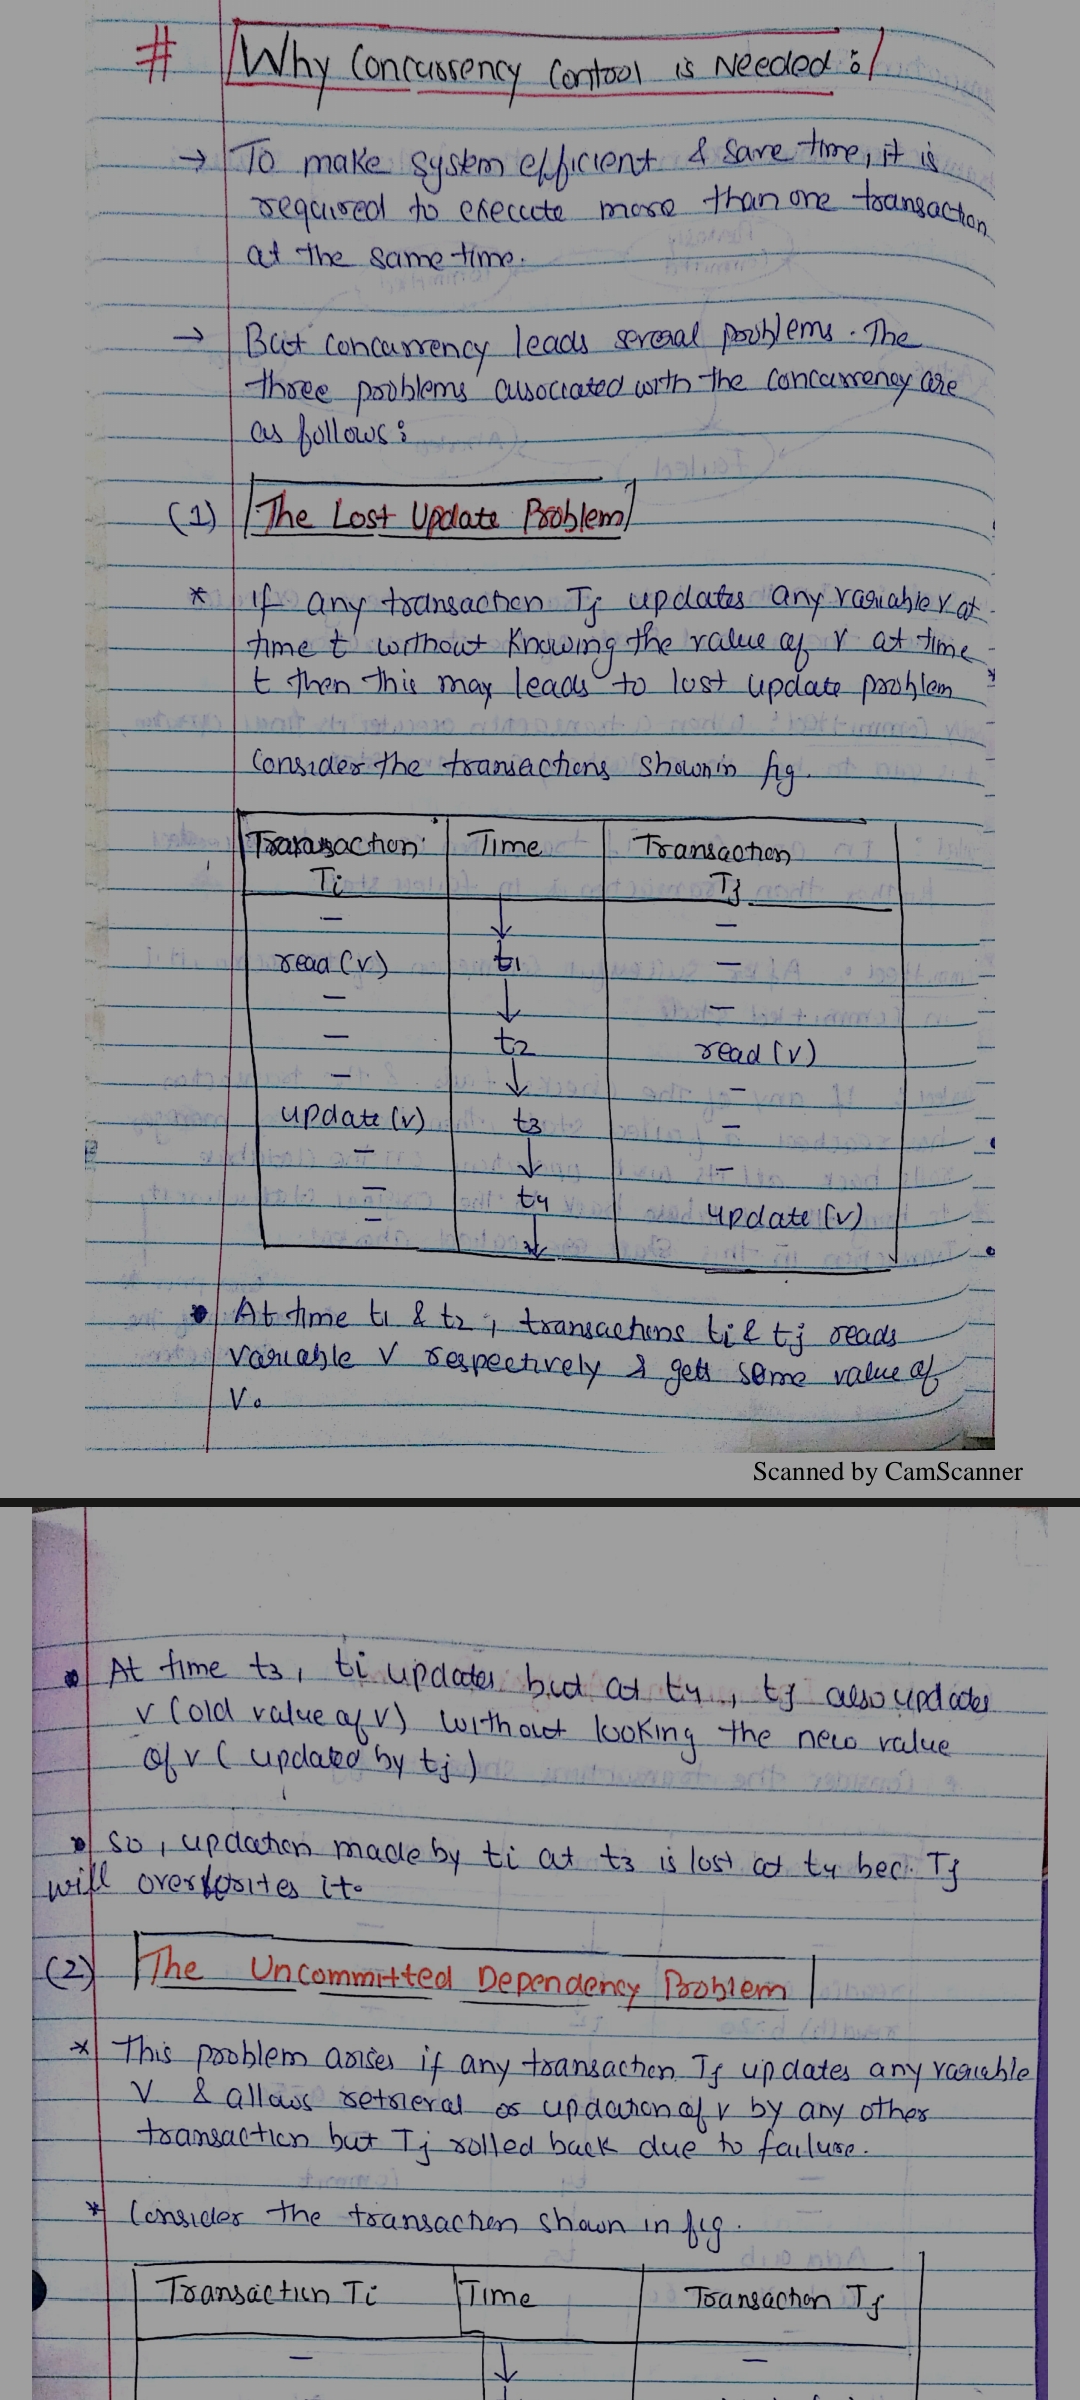 # Why Concurrency Control is Needed :
→ To make system efficient & save time, it is
required to execute more than one transaction
at the same time.
→ But concurrency leads several problems. The
three problems associated with the concurrency are
as follows :
(1) The Lost Update Problem
* If any transaction Tj updates any variable v at
time t without knowing the value of v at time
t then this may leads to lost update problem
Consider the transactions shown in fig.
Transaction Time Transaction
Ti Tj
– ↓ –
read (v) t1 –
– ↓ –
– t2 read (v)
– ↓ –
update (v) t3 –
– ↓ –
– t4 update (v)
– ↓
• At time t1 & t2, transactions ti & tj reads
variable V respectively & gets same value of
V.
Scanned by CamScanner
• At time t3, ti updates but at t4, tj also updates
v (old value of v) without looking the new value
of v ( updated by tj )
• So, updation made by ti at t3 is lost at t4 bec. Tj
will overwrites it.
(2) The Uncommitted Dependency Problem
* This problem arises if any transaction Tj updates any variable
V & allows retrieval or updation of v by any other
transaction but Tj rolled back due to failure.
* Consider the transaction shown in fig.
Transaction Ti Time Transaction Tj
– ↓ –